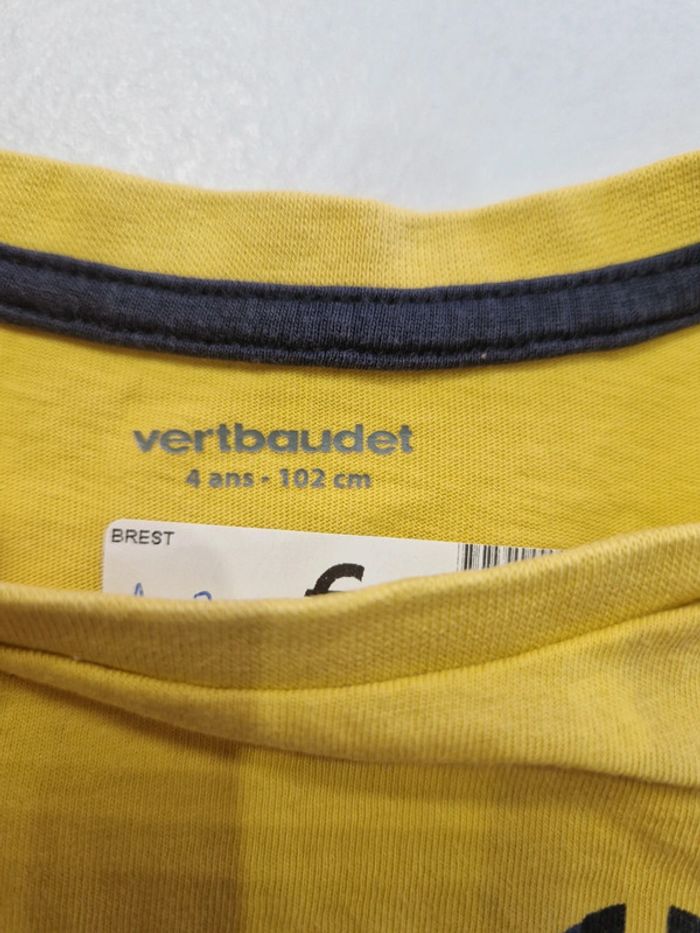 vertbaudet
4 ans - 102 cm
BREST
€